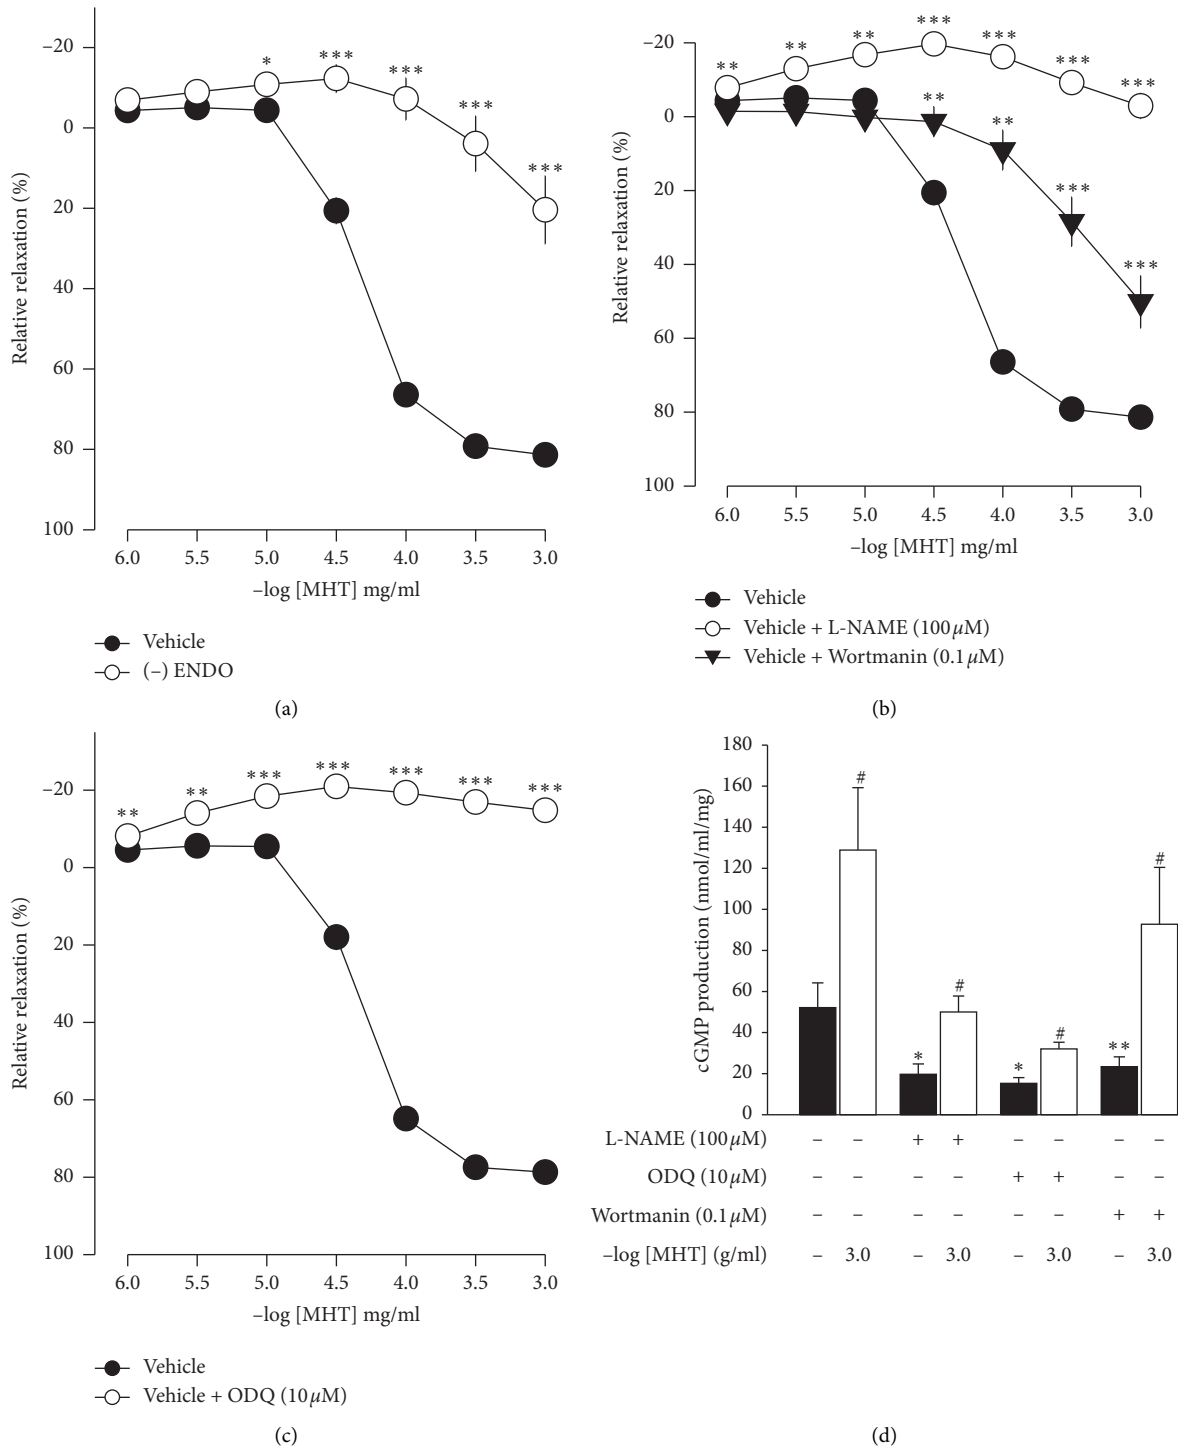 −20
0
20
40
60
80
100
Relative relaxation (%)
* *** *** *** ***
6.0 5.5 5.0 4.5 4.0 3.5 3.0
–log [MHT] mg/ml
Vehicle
(–) ENDO
(a)
−20
0
20
40
60
80
100
Relative relaxation (%)
** ** ** *** *** *** ***
** ** *** ***
6.0 5.5 5.0 4.5 4.0 3.5 3.0
–log [MHT] mg/ml
Vehicle
Vehicle + L-NAME (100 μM)
Vehicle + Wortmanin (0.1 μM)
(b)
−20
0
20
40
60
80
100
Relative relaxation (%)
** ** *** *** *** *** ***
6.0 5.5 5.0 4.5 4.0 3.5 3.0
–log [MHT] mg/ml
Vehicle
Vehicle + ODQ (10 μM)
(c)
180
160
140
120
100
80
60
40
20
0
cGMP production (nmol/ml/mg)
# * # * # ** #
L-NAME (100 μM) – – + + – – – –
ODQ (10 μM) – – – – + + – –
Wortmanin (0.1 μM) – – – – – – + +
–log [MHT] (g/ml) – 3.0 – 3.0 – 3.0 – 3.0
(d)